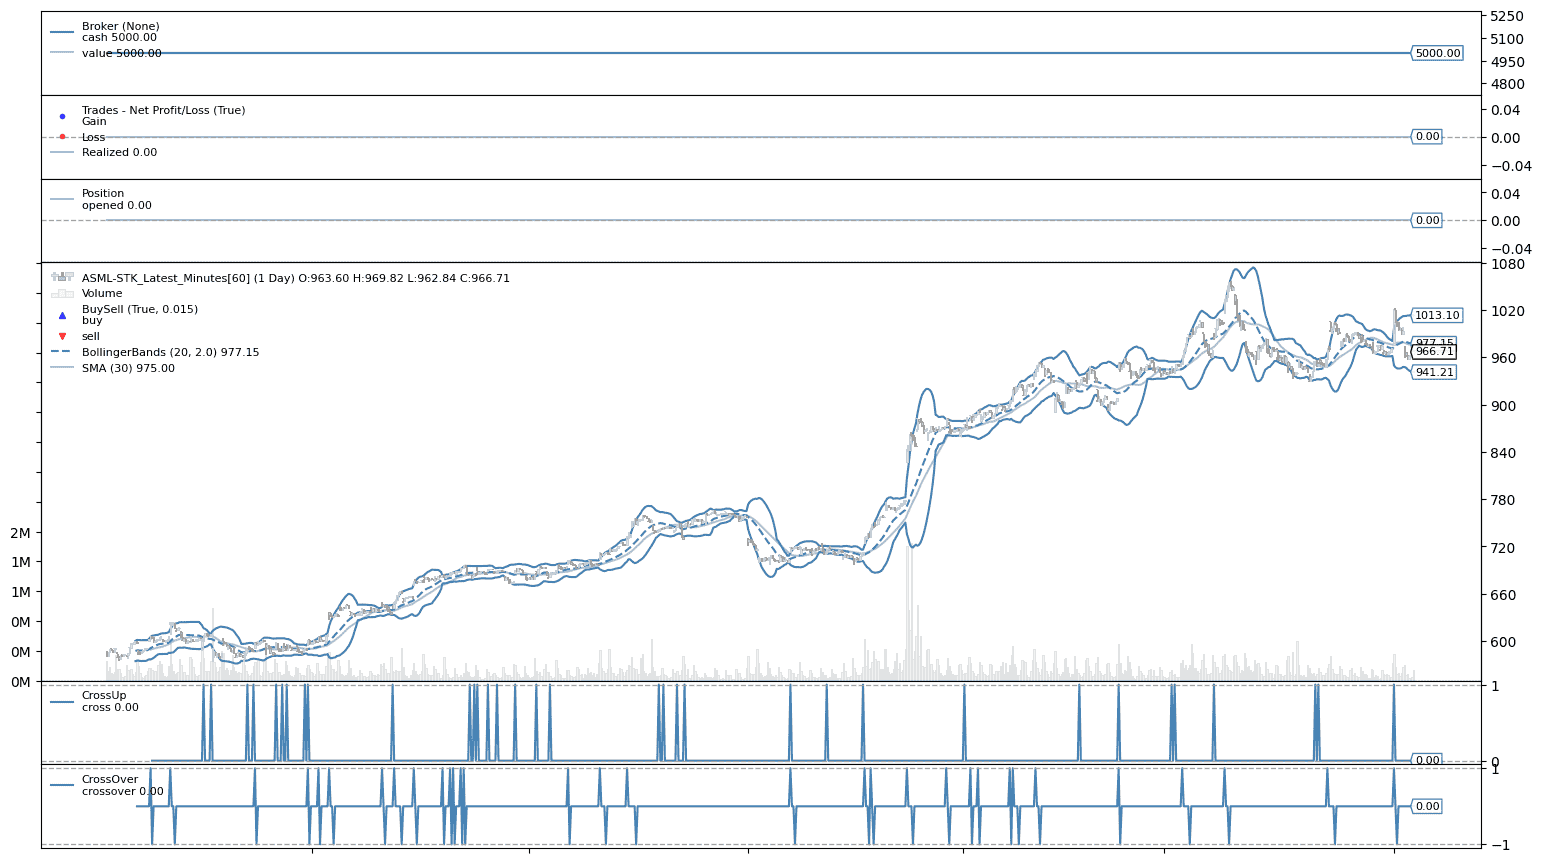 Broker (None)
cash 5000.00
value 5000.00
5250
5100
4950
4800
5000.00
Trades - Net Profit/Loss (True)
Gain
Loss
Realized 0.00
0.04
0.00
−0.04
0.00
Position
opened 0.00
0.04
0.00
−0.04
0.00
ASML-STK_Latest_Minutes[60] (1 Day) O:963.60 H:969.82 L:962.84 C:966.71
Volume
BuySell (True, 0.015)
buy
sell
BollingerBands (20, 2.0) 977.15
SMA (30) 975.00
1080
1020
960
900
840
780
720
660
600
1013.10
977.15
966.71
941.21
2M
1M
1M
0M
0M
0M
CrossUp
cross 0.00
1
0
0.00
CrossOver
crossover 0.00
1
−1
0.00